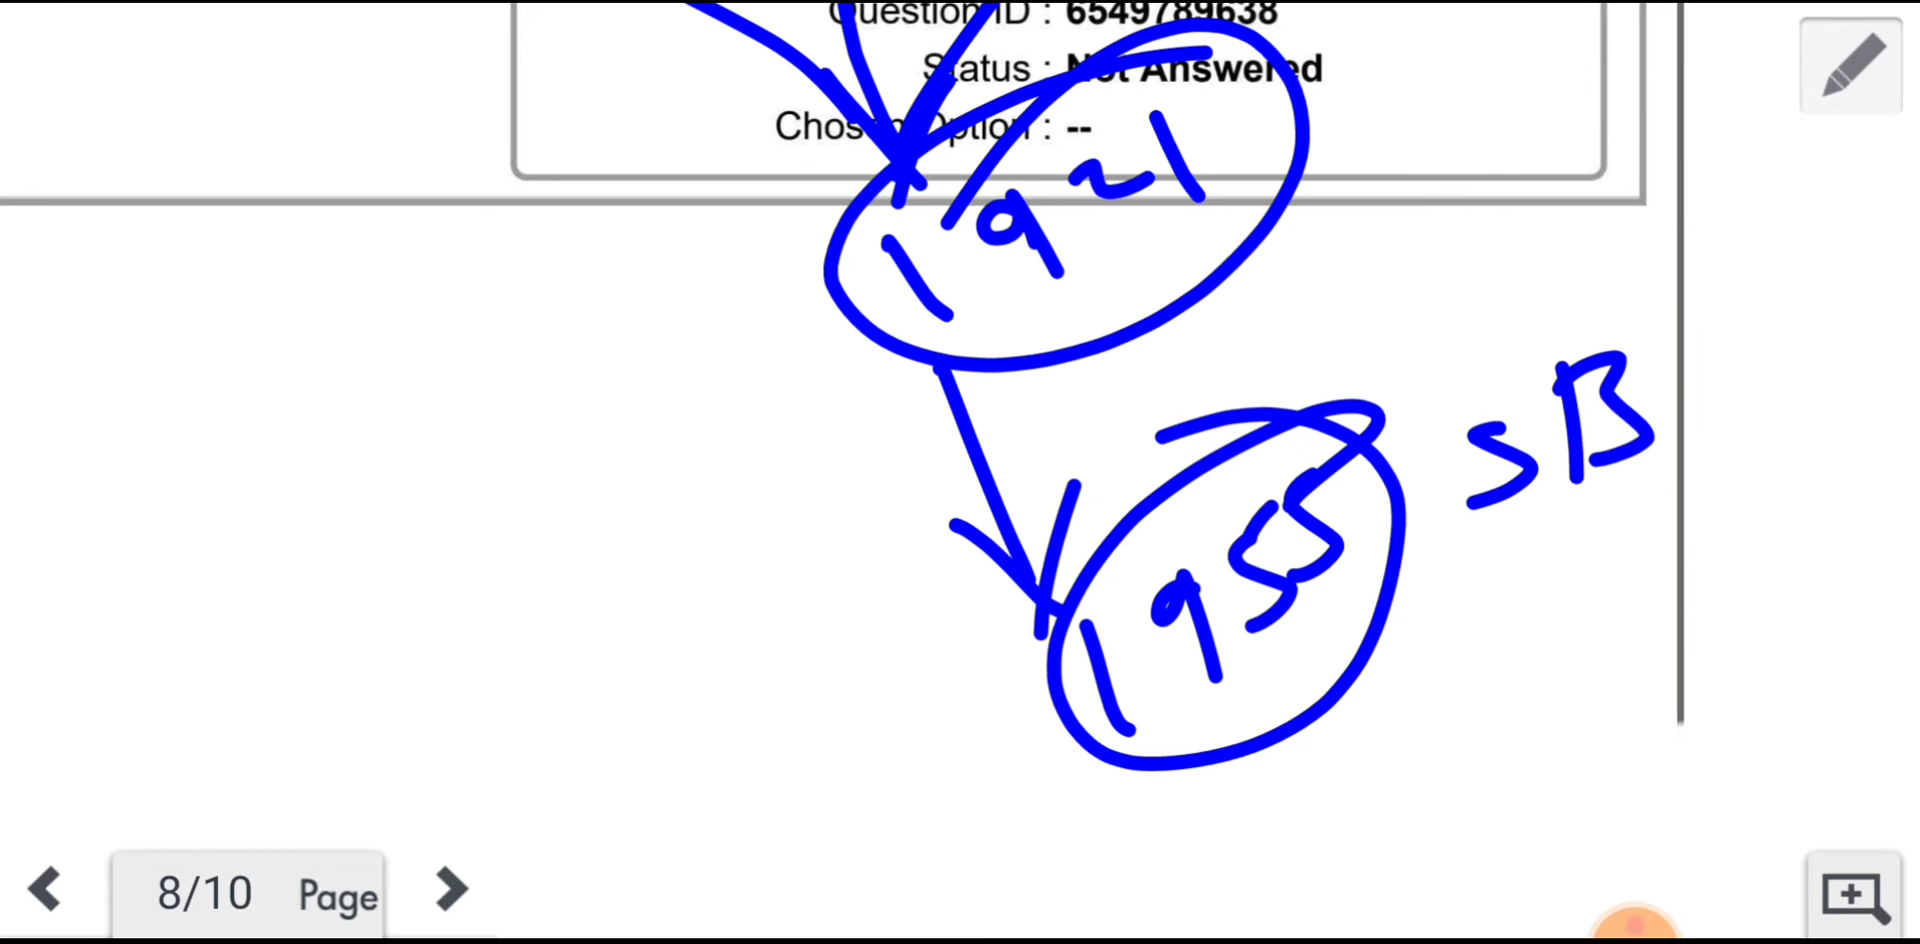 Question ID : 6549789638
Status : Not Answered
Chosen Option : --
1921
1955 SB
8/10 Page